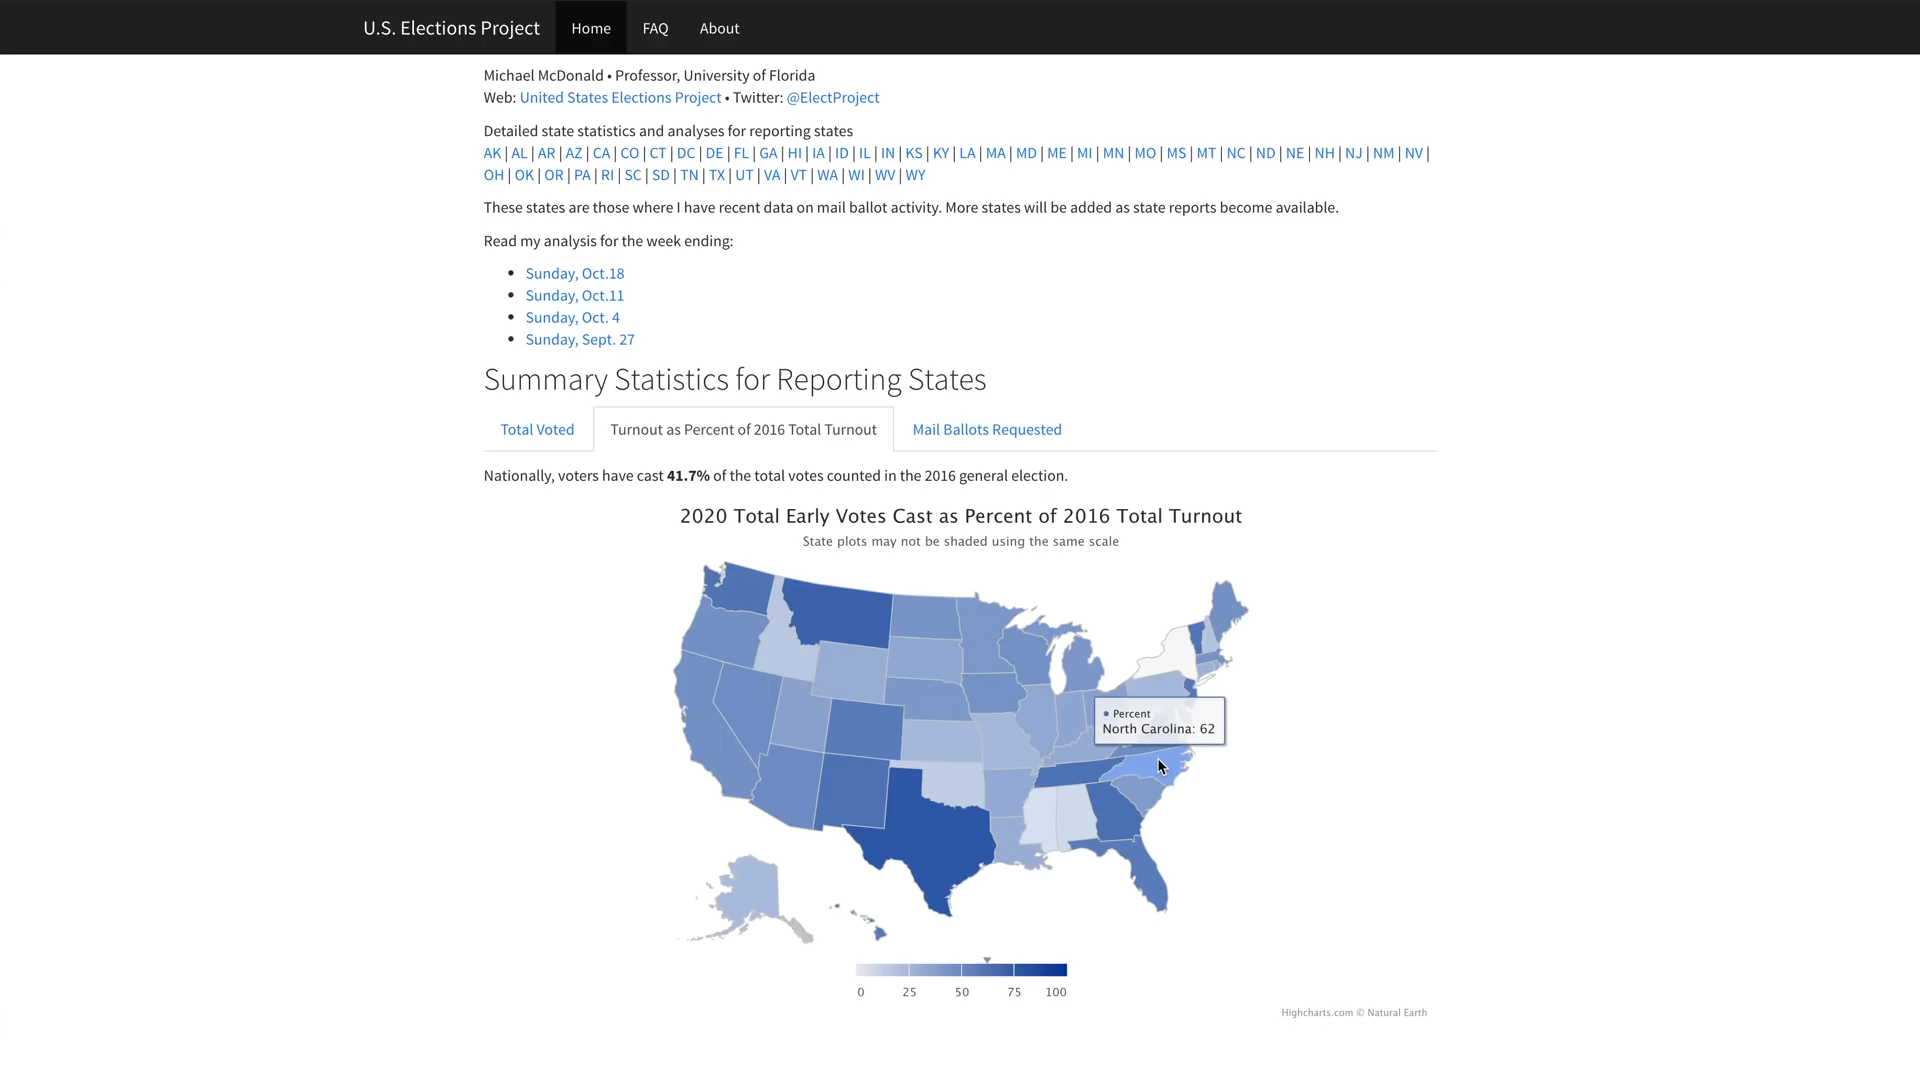 U.S. Elections Project Home FAQ About
Michael McDonald • Professor, University of Florida
Web: United States Elections Project • Twitter: @ElectProject
Detailed state statistics and analyses for reporting states
AK | AL | AR | AZ | CA | CO | CT | DC | DE | FL | GA | HI | IA | ID | IL | IN | KS | KY | LA | MA | MD | ME | MI | MN | MO | MS | MT | NC | ND | NE | NH | NJ | NM | NV |
OH | OK | OR | PA | RI | SC | SD | TN | TX | UT | VA | VT | WA | WI | WV | WY
These states are those where I have recent data on mail ballot activity. More states will be added as state reports become available.
Read my analysis for the week ending:
• Sunday, Oct.18
• Sunday, Oct.11
• Sunday, Oct. 4
• Sunday, Sept. 27
Summary Statistics for Reporting States
Total Voted Turnout as Percent of 2016 Total Turnout Mail Ballots Requested
Nationally, voters have cast 41.7% of the total votes counted in the 2016 general election.
2020 Total Early Votes Cast as Percent of 2016 Total Turnout
State plots may not be shaded using the same scale
• Percent
North Carolina: 62
0 25 50 75 100
Highcharts.com © Natural Earth